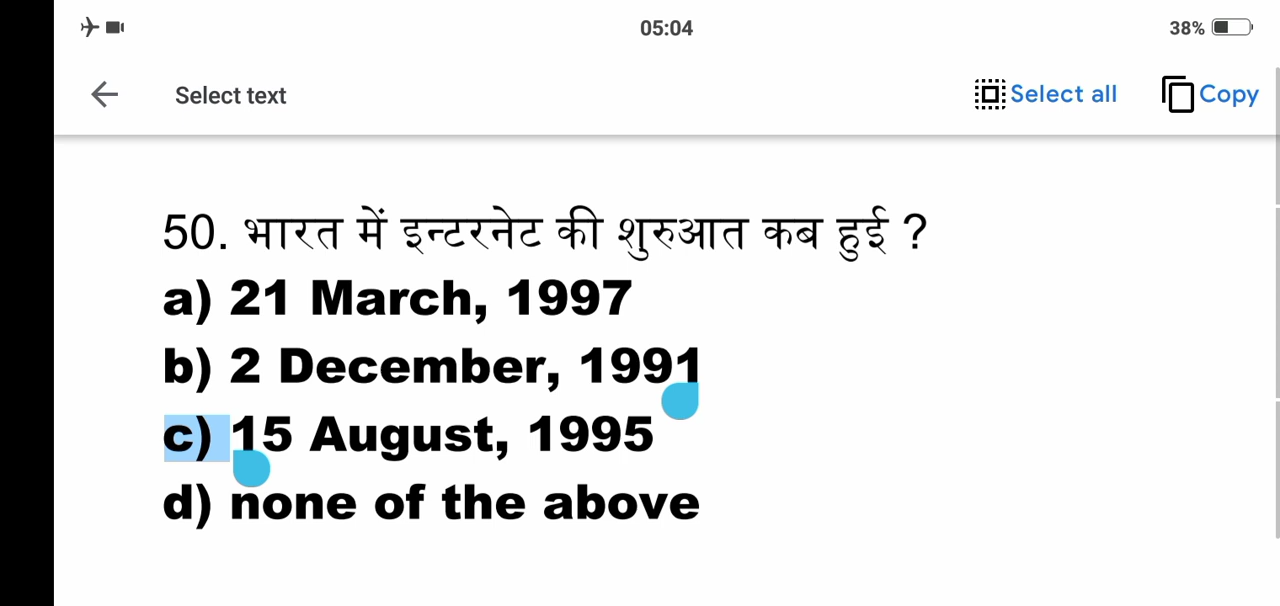 05:04
38%
Select text
Select all
Copy
50. भारत में इन्टरनेट की शुरुआत कब हुई ?
a) 21 March, 1997
b) 2 December, 1991
c) 15 August, 1995
d) none of the above